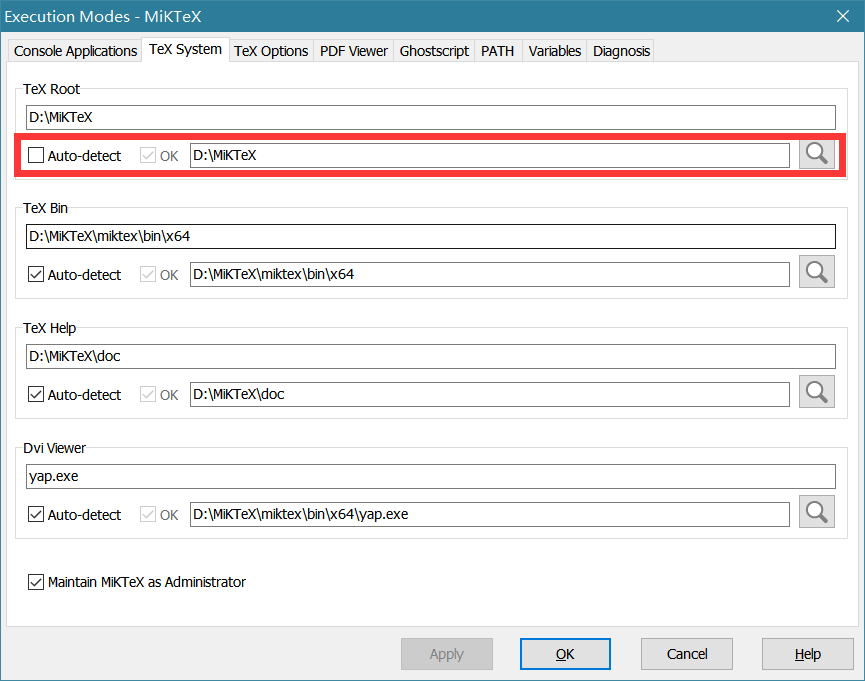 Execution Modes - MiKTeX
Console Applications TeX System TeX Options PDF Viewer Ghostscript PATH Variables Diagnosis
TeX Root
D:\MiKTeX
Auto-detect OK D:\MiKTeX
TeX Bin
D:\MiKTeX\miktex\bin\x64
Auto-detect OK D:\MiKTeX\miktex\bin\x64
TeX Help
D:\MiKTeX\doc
Auto-detect OK D:\MiKTeX\doc
Dvi Viewer
yap.exe
Auto-detect OK D:\MiKTeX\miktex\bin\x64\yap.exe
Maintain MiKTeX as Administrator
Apply OK Cancel Help